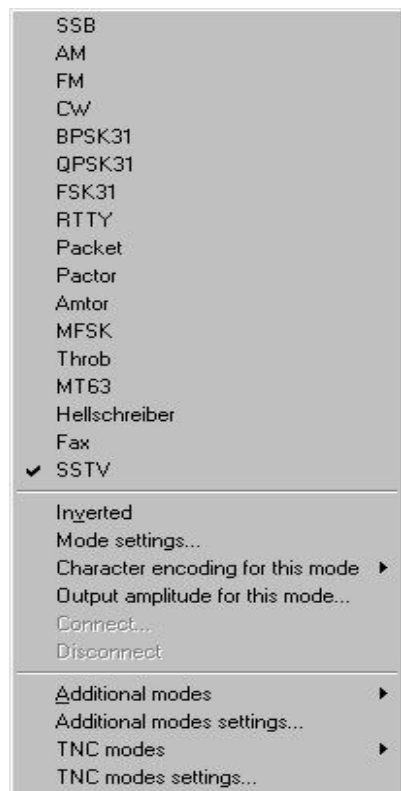 SSB
AM
FM
CW
BPSK31
QPSK31
FSK31
RTTY
Packet
Pactor
Amtor
MFSK
Throb
MT63
Hellschreiber
Fax
SSTV
Inverted
Mode settings...
Character encoding for this mode
Output amplitude for this mode...
Connect...
Disconnect
Additional modes
Additional modes settings...
TNC modes
TNC modes settings...